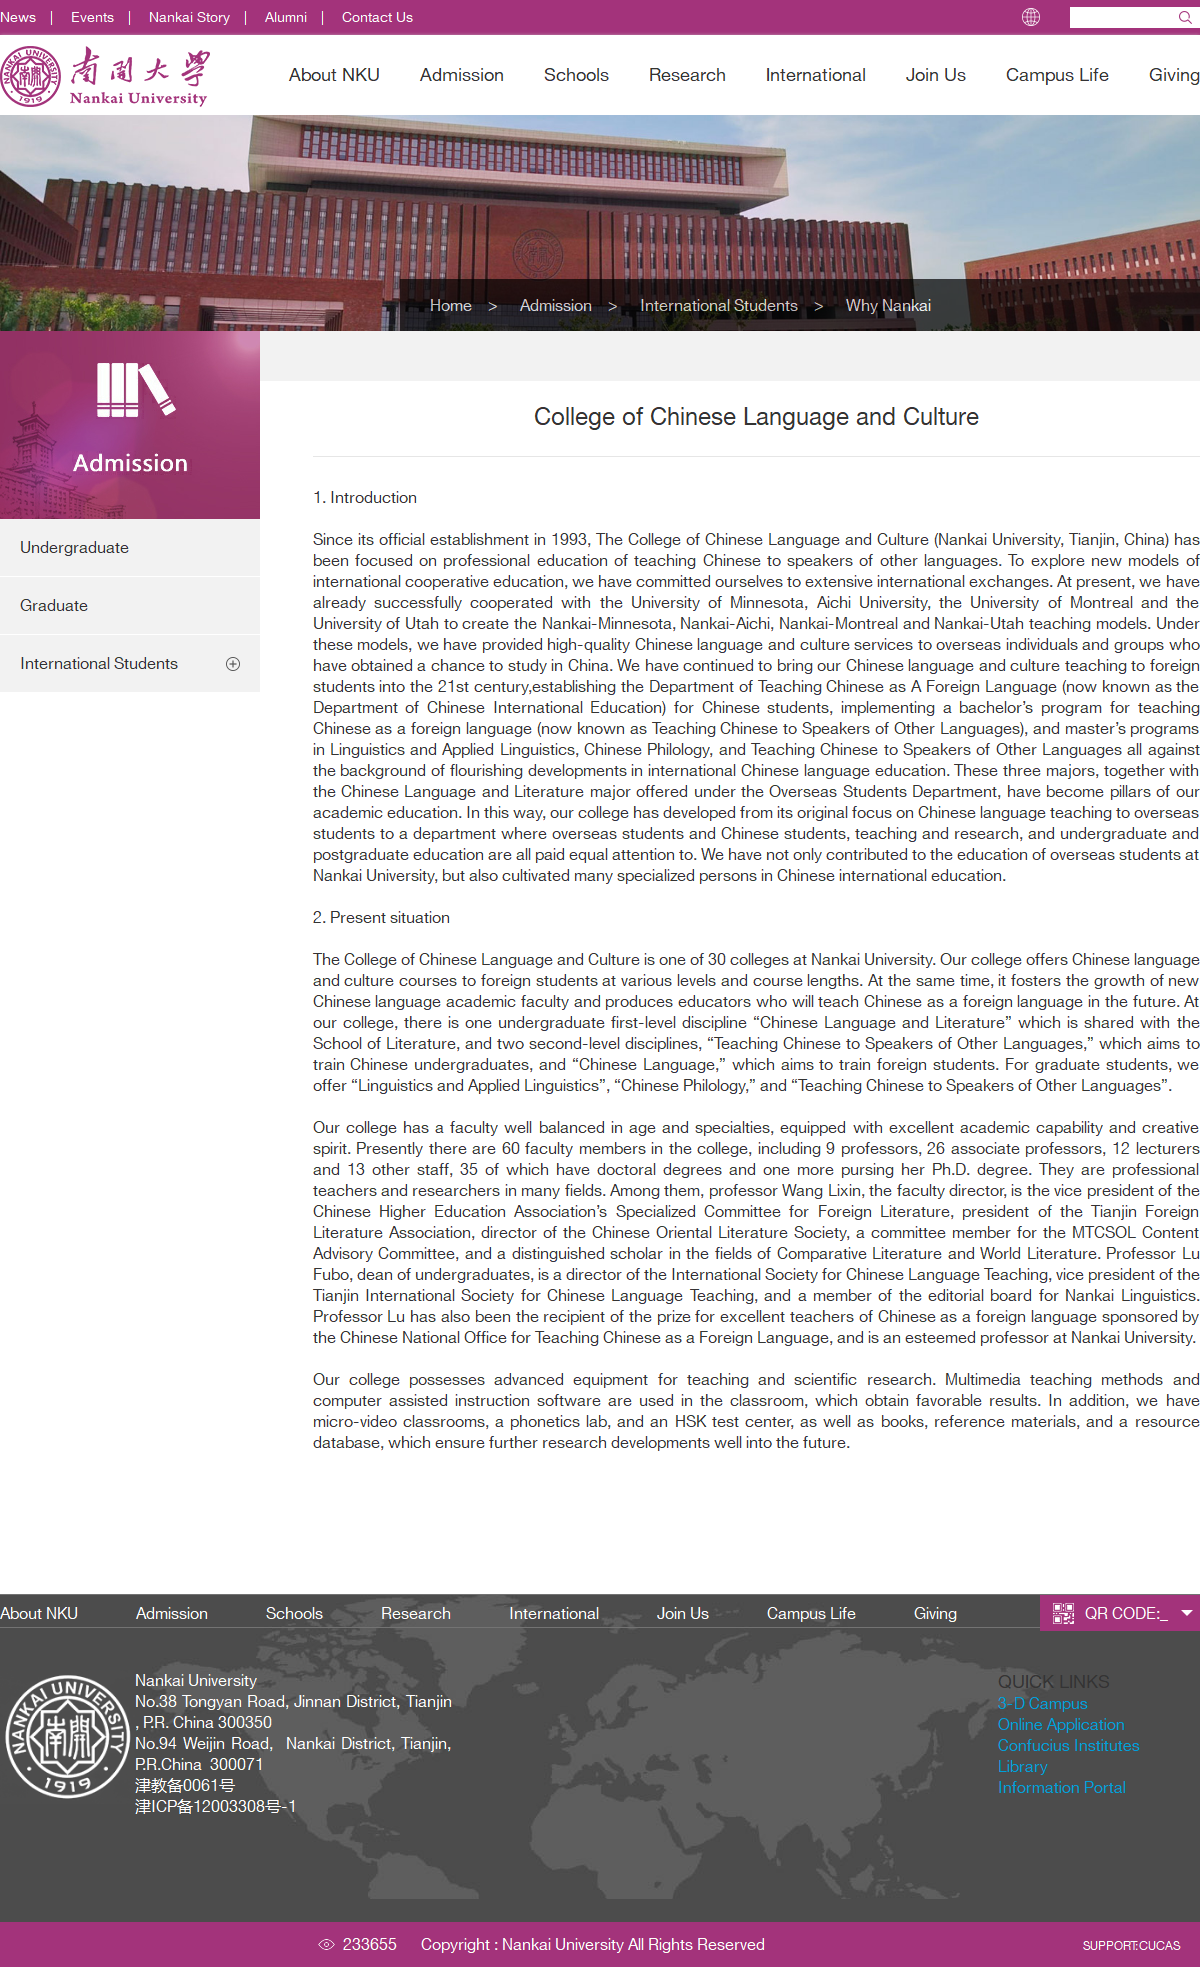 News | Events | Nankai Story | Alumni | Contact Us
NANKAI UNIVERSITY
南開
1919
南開大學
Nankai University
About NKU Admission Schools Research International Join Us Campus Life Giving
Home > Admission > International Students > Why Nankai
Admission
Undergraduate
Graduate
International Students
College of Chinese Language and Culture
1. Introduction
Since its official establishment in 1993, The College of Chinese Language and Culture (Nankai University, Tianjin, China) has
been focused on professional education of teaching Chinese to speakers of other languages. To explore new models of
international cooperative education, we have committed ourselves to extensive international exchanges. At present, we have
already successfully cooperated with the University of Minnesota, Aichi University, the University of Montreal and the
University of Utah to create the Nankai-Minnesota, Nankai-Aichi, Nankai-Montreal and Nankai-Utah teaching models. Under
these models, we have provided high-quality Chinese language and culture services to overseas individuals and groups who
have obtained a chance to study in China. We have continued to bring our Chinese language and culture teaching to foreign
students into the 21st century,establishing the Department of Teaching Chinese as A Foreign Language (now known as the
Department of Chinese International Education) for Chinese students, implementing a bachelor’s program for teaching
Chinese as a foreign language (now known as Teaching Chinese to Speakers of Other Languages), and master’s programs
in Linguistics and Applied Linguistics, Chinese Philology, and Teaching Chinese to Speakers of Other Languages all against
the background of flourishing developments in international Chinese language education. These three majors, together with
the Chinese Language and Literature major offered under the Overseas Students Department, have become pillars of our
academic education. In this way, our college has developed from its original focus on Chinese language teaching to overseas
students to a department where overseas students and Chinese students, teaching and research, and undergraduate and
postgraduate education are all paid equal attention to. We have not only contributed to the education of overseas students at
Nankai University, but also cultivated many specialized persons in Chinese international education.
2. Present situation
The College of Chinese Language and Culture is one of 30 colleges at Nankai University. Our college offers Chinese language
and culture courses to foreign students at various levels and course lengths. At the same time, it fosters the growth of new
Chinese language academic faculty and produces educators who will teach Chinese as a foreign language in the future. At
our college, there is one undergraduate first-level discipline “Chinese Language and Literature” which is shared with the
School of Literature, and two second-level disciplines, “Teaching Chinese to Speakers of Other Languages,” which aims to
train Chinese undergraduates, and “Chinese Language,” which aims to train foreign students. For graduate students, we
offer “Linguistics and Applied Linguistics”, “Chinese Philology,” and “Teaching Chinese to Speakers of Other Languages”.
Our college has a faculty well balanced in age and specialties, equipped with excellent academic capability and creative
spirit. Presently there are 60 faculty members in the college, including 9 professors, 26 associate professors, 12 lecturers
and 13 other staff, 35 of which have doctoral degrees and one more pursing her Ph.D. degree. They are professional
teachers and researchers in many fields. Among them, professor Wang Lixin, the faculty director, is the vice president of the
Chinese Higher Education Association’s Specialized Committee for Foreign Literature, president of the Tianjin Foreign
Literature Association, director of the Chinese Oriental Literature Society, a committee member for the MTCSOL Content
Advisory Committee, and a distinguished scholar in the fields of Comparative Literature and World Literature. Professor Lu
Fubo, dean of undergraduates, is a director of the International Society for Chinese Language Teaching, vice president of the
Tianjin International Society for Chinese Language Teaching, and a member of the editorial board for Nankai Linguistics.
Professor Lu has also been the recipient of the prize for excellent teachers of Chinese as a foreign language sponsored by
the Chinese National Office for Teaching Chinese as a Foreign Language, and is an esteemed professor at Nankai University.
Our college possesses advanced equipment for teaching and scientific research. Multimedia teaching methods and
computer assisted instruction software are used in the classroom, which obtain favorable results. In addition, we have
micro-video classrooms, a phonetics lab, and an HSK test center, as well as books, reference materials, and a resource
database, which ensure further research developments well into the future.
About NKU Admission Schools Research International Join Us Campus Life Giving QR CODE:_
NANKAI UNIVERSITY
南開
1919
Nankai University
No.38 Tongyan Road, Jinnan District, Tianjin
, P.R. China 300350
No.94 Weijin Road, Nankai District, Tianjin,
P.R.China 300071
津教备0061号
津ICP备12003308号-1
QUICK LINKS
3-D Campus
Online Application
Confucius Institutes
Library
Information Portal
233655 Copyright : Nankai University All Rights Reserved SUPPORT:CUCAS